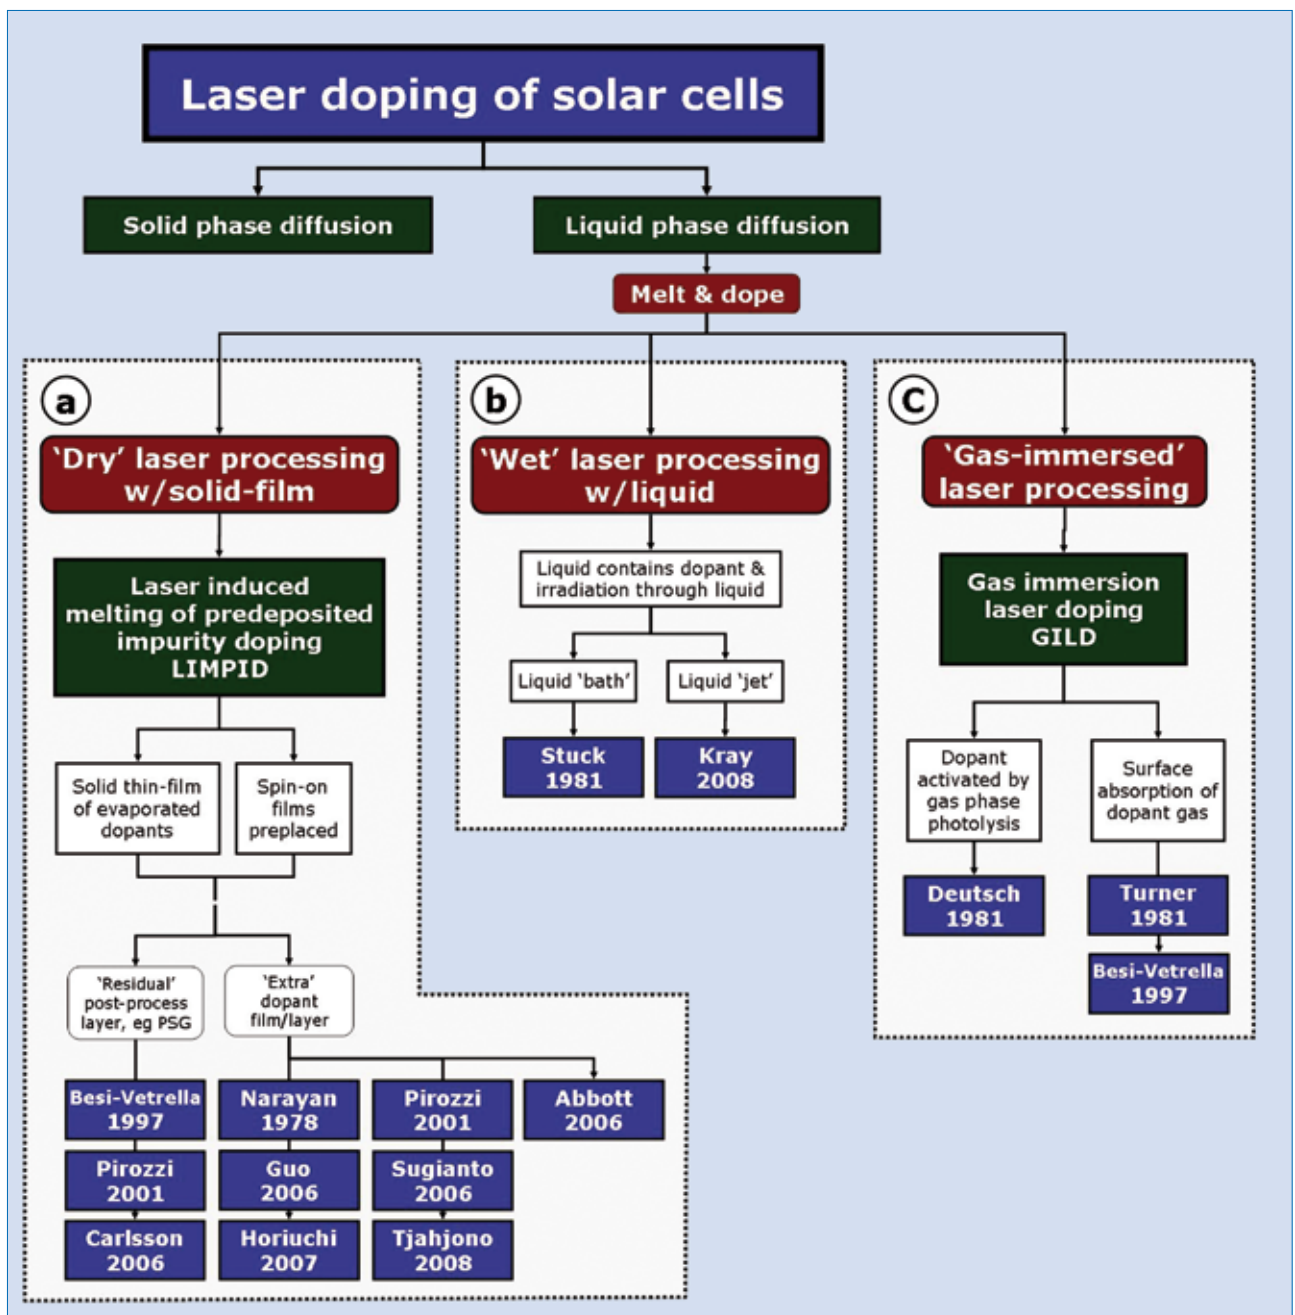 Laser doping of solar cells
Solid phase diffusion
Liquid phase diffusion
Melt & dope
a
‘Dry’ laser processing
w/solid-film
Laser induced
melting of predeposited
impurity doping
LIMPID
Solid thin-film
of evaporated
dopants
Spin-on
films
preplaced
‘Residual’
post-process
layer, eg PSG
‘Extra’
dopant
film/layer
Besi-Vetrella
1997
Pirozzi
2001
Carlsson
2006
Narayan
1978
Guo
2006
Horiuchi
2007
Pirozzi
2001
Sugianto
2006
Tjahjono
2008
Abbott
2006
b
‘Wet’ laser processing
w/liquid
Liquid contains dopant &
irradiation through liquid
Liquid ‘bath’
Liquid ‘jet’
Stuck
1981
Kray
2008
C
‘Gas-immersed’
laser processing
Gas immersion
laser doping
GILD
Dopant
activated by
gas phase
photolysis
Surface
absorption of
dopant gas
Deutsch
1981
Turner
1981
Besi-Vetrella
1997